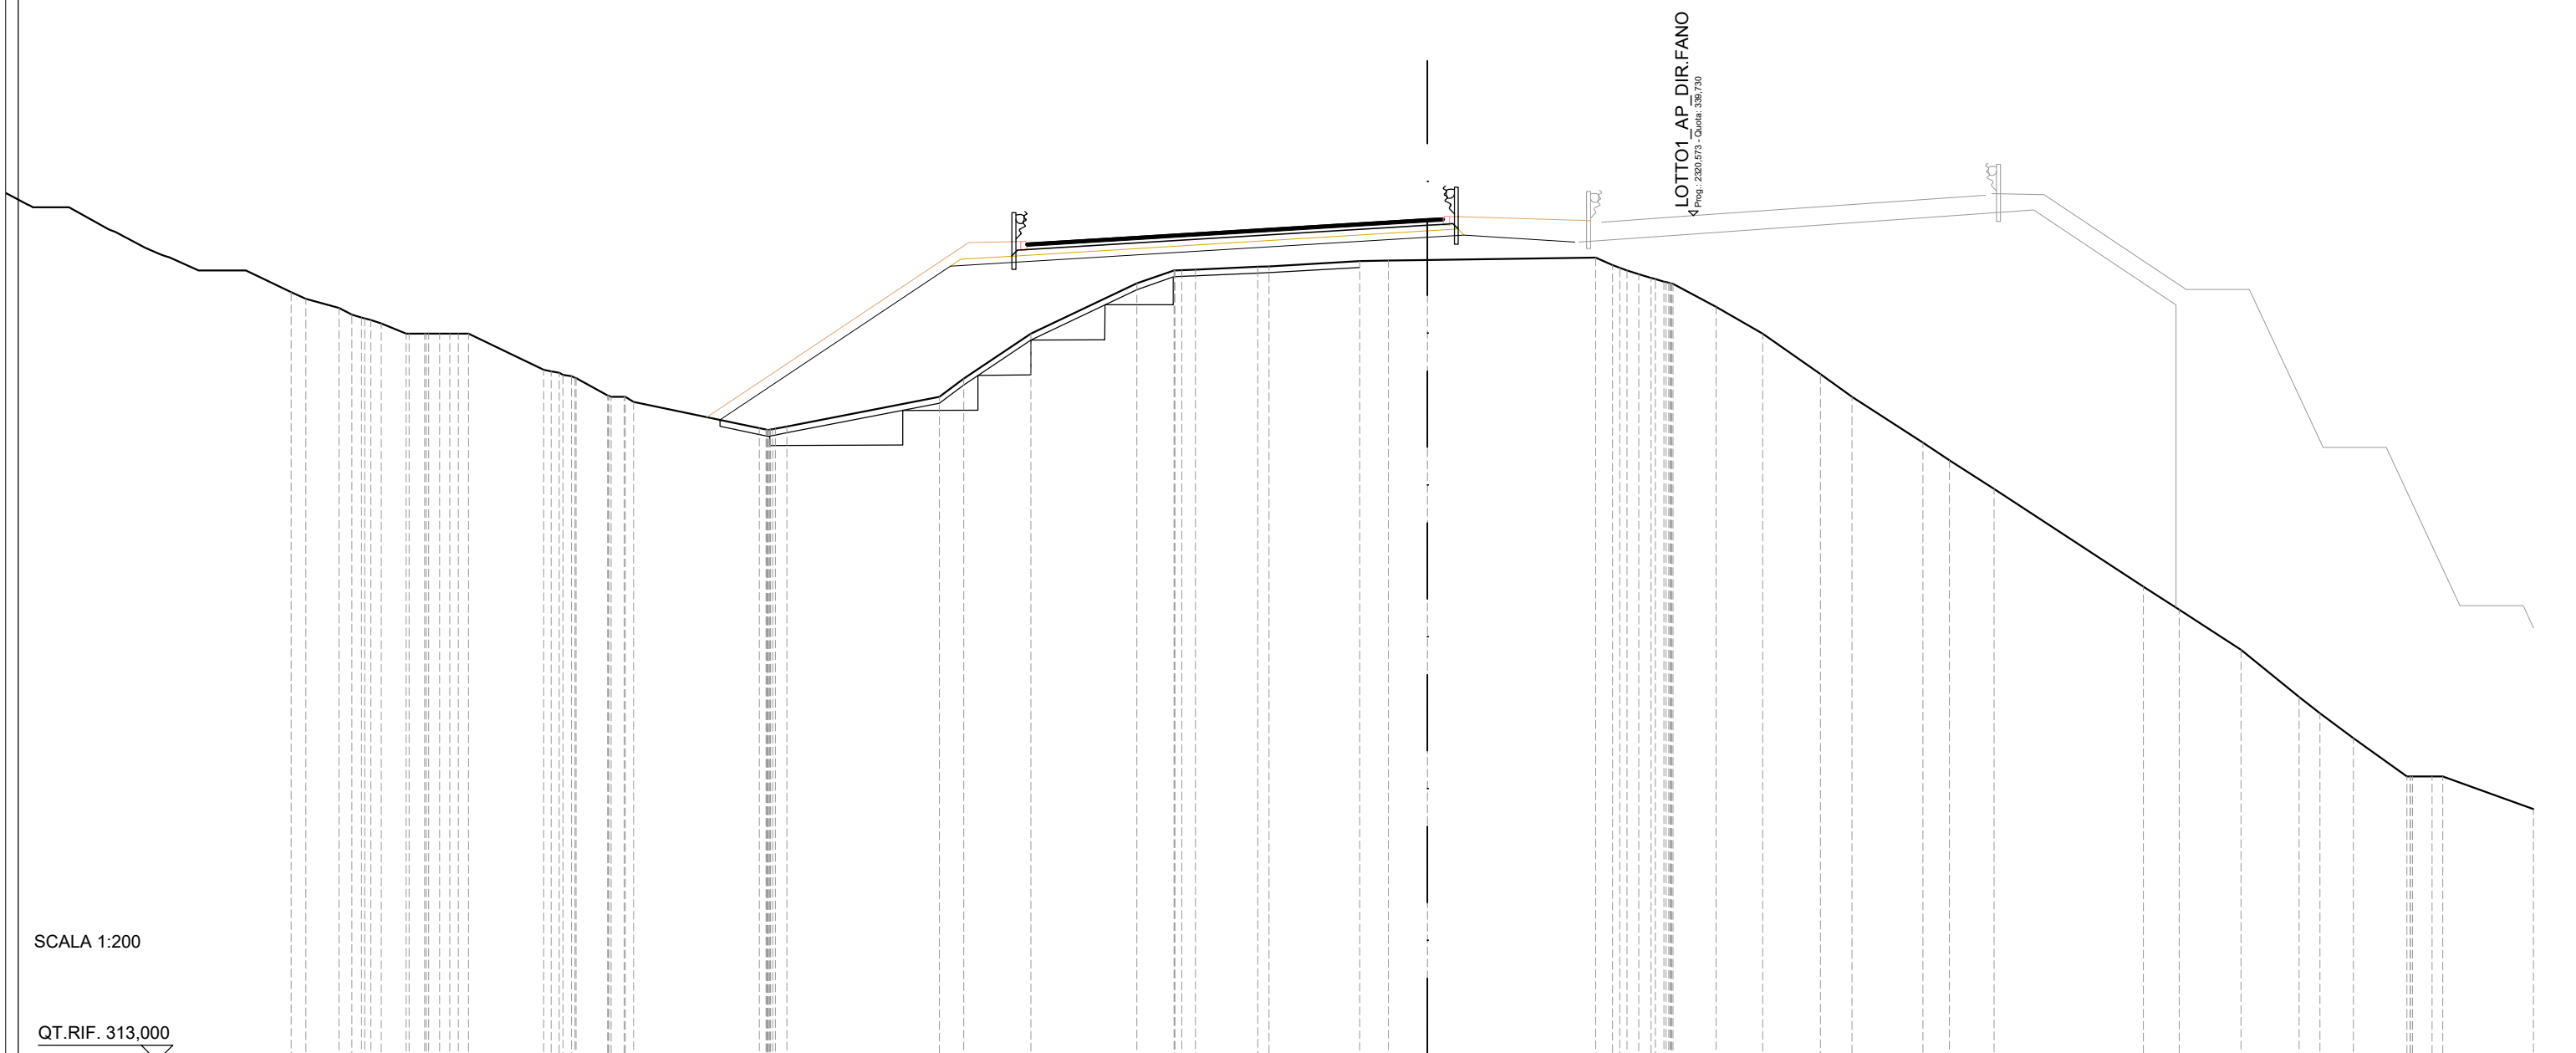 LOTTO1_AP_DIR.FANO
Prog.: 2320,573 - Quota: 339,730
SCALA 1:200
QT.RIF. 313,000